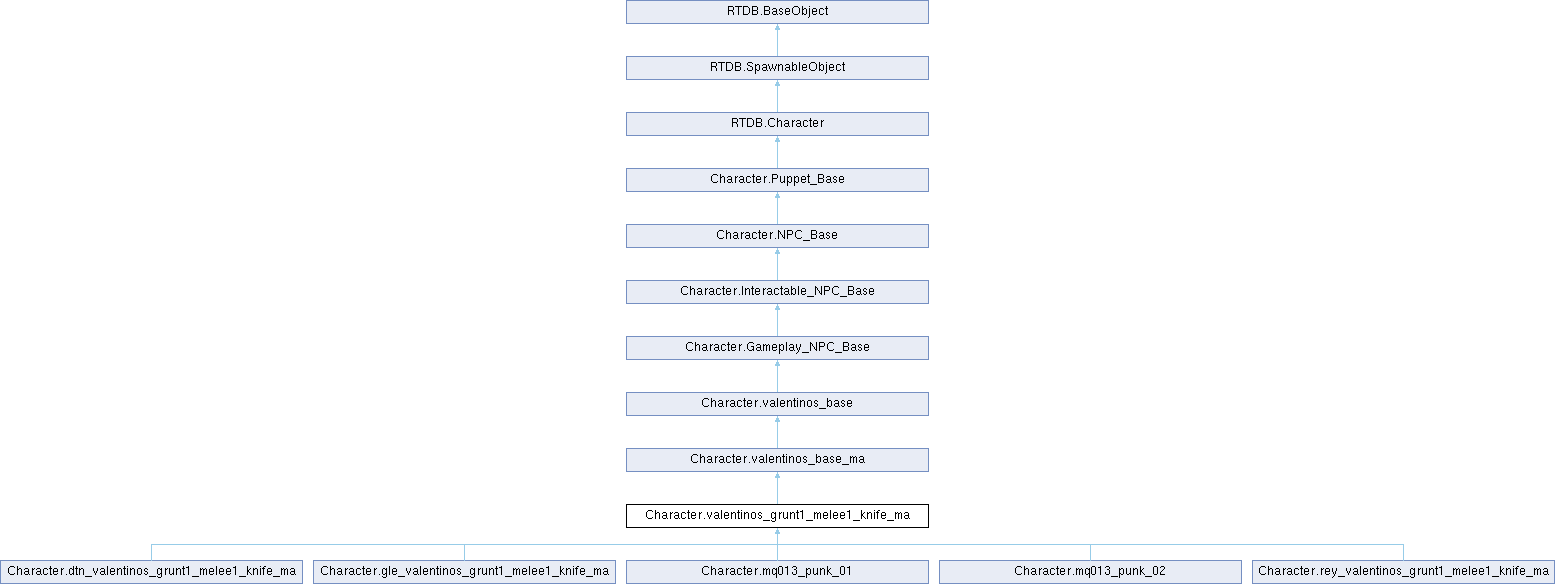 RTDB.BaseObject
RTDB.SpawnableObject
RTDB.Character
Character.Puppet_Base
Character.NPC_Base
Character.Interactable_NPC_Base
Character.Gameplay_NPC_Base
Character.valentinos_base
Character.valentinos_base_ma
Character.valentinos_grunt1_melee1_knife_ma
Character.dtn_valentinos_grunt1_melee1_knife_ma
Character.gle_valentinos_grunt1_melee1_knife_ma
Character.mq013_punk_01
Character.mq013_punk_02
Character.rey_valentinos_grunt1_melee1_knife_ma